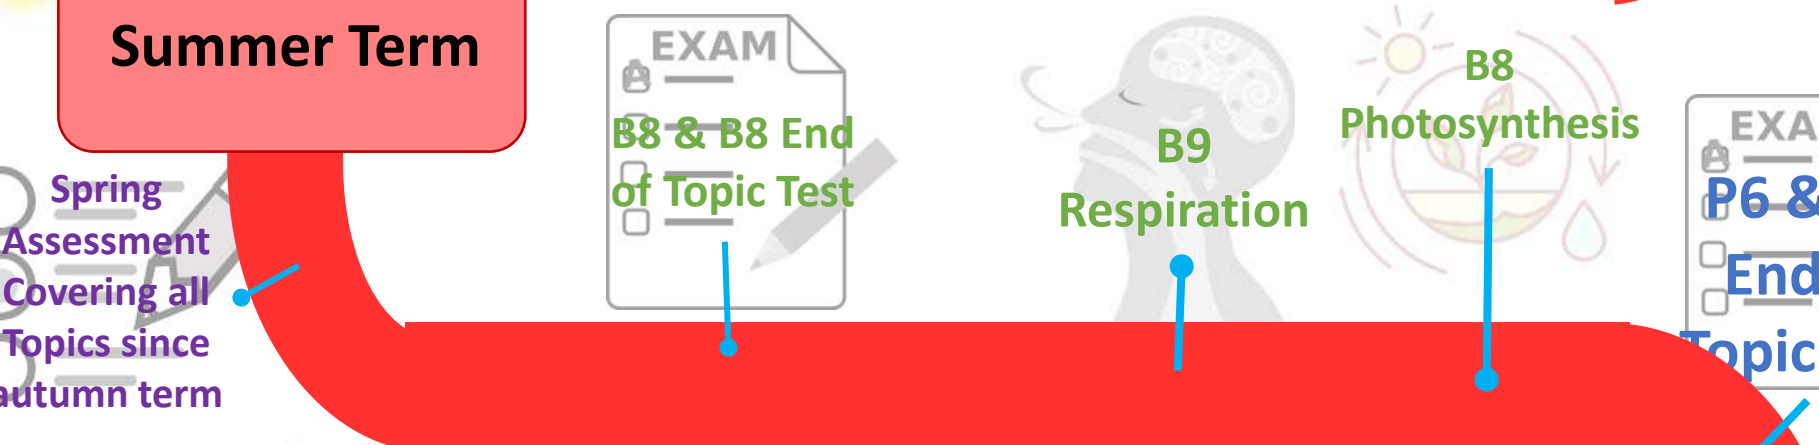 Summer Term
EXAM
B8 & B8 End
of Topic Test
B9
Respiration
B8
Photosynthesis
EXA
P6 &
End
Topic
Spring
Assessment
Covering all
Topics since
autumn term